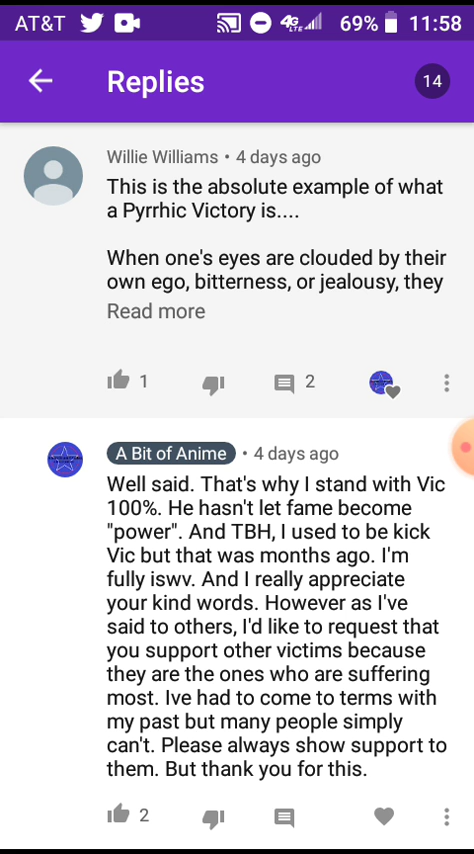 AT&T 4G LTE 69% 11:58
Replies 14
Willie Williams • 4 days ago
This is the absolute example of what
a Pyrrhic Victory is....
When one's eyes are clouded by their
own ego, bitterness, or jealousy, they
Read more
1 2
A Bit of Anime • 4 days ago
Well said. That's why I stand with Vic
100%. He hasn't let fame become
"power". And TBH, I used to be kick
Vic but that was months ago. I'm
fully iswv. And I really appreciate
your kind words. However as I've
said to others, I'd like to request that
you support other victims because
they are the ones who are suffering
most. Ive had to come to terms with
my past but many people simply
can't. Please always show support to
them. But thank you for this.
2